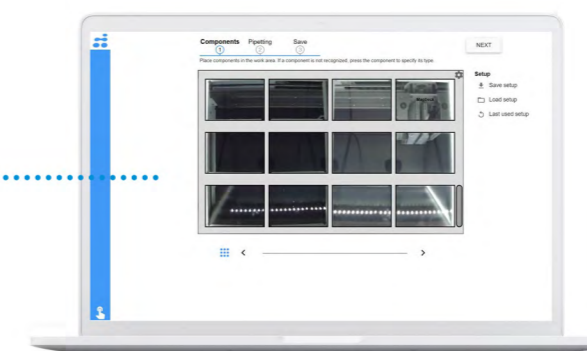 Components Pipetting Save
1 2 3
Place components in the work area. If a component is not recognized, press the component to specify its type.
NEXT
Setup
Save setup
Load setup
Last used setup